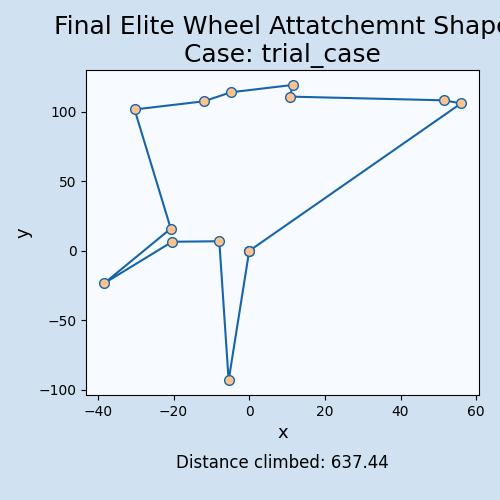 Final Elite Wheel Attatchemnt Shape
Case: trial_case
100
50
0
−50
−100
y
−40
−20
0
20
40
60
x
Distance climbed: 637.44